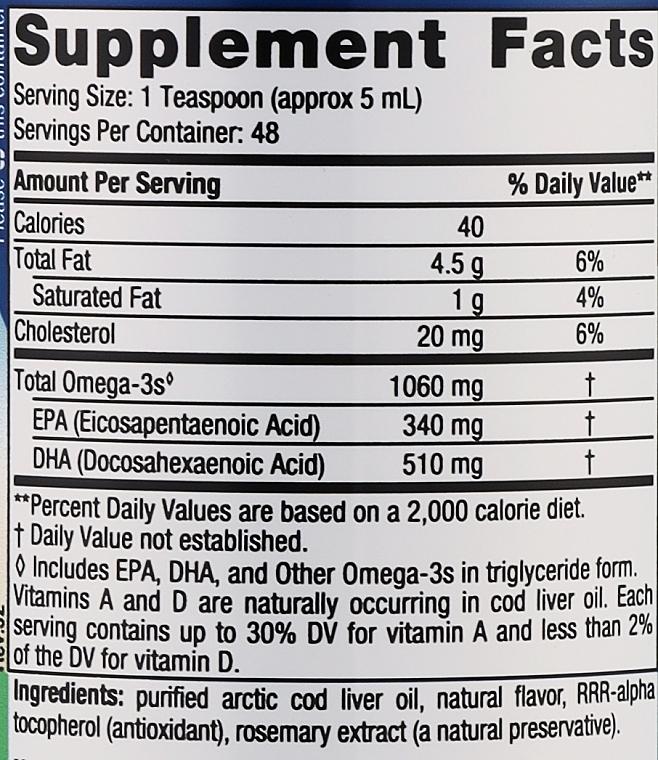 Supplement Facts
Serving Size: 1 Teaspoon (approx 5 mL)
Servings Per Container: 48
Amount Per Serving % Daily Value**
Calories 40
Total Fat 4.5 g 6%
Saturated Fat 1 g 4%
Cholesterol 20 mg 6%
Total Omega-3s◊ 1060 mg †
EPA (Eicosapentaenoic Acid) 340 mg †
DHA (Docosahexaenoic Acid) 510 mg †
**Percent Daily Values are based on a 2,000 calorie diet.
† Daily Value not established.
◊ Includes EPA, DHA, and Other Omega-3s in triglyceride form.
Vitamins A and D are naturally occurring in cod liver oil. Each
serving contains up to 30% DV for vitamin A and less than 2%
of the DV for vitamin D.
Ingredients: purified arctic cod liver oil, natural flavor, RRR-alpha
tocopherol (antioxidant), rosemary extract (a natural preservative).